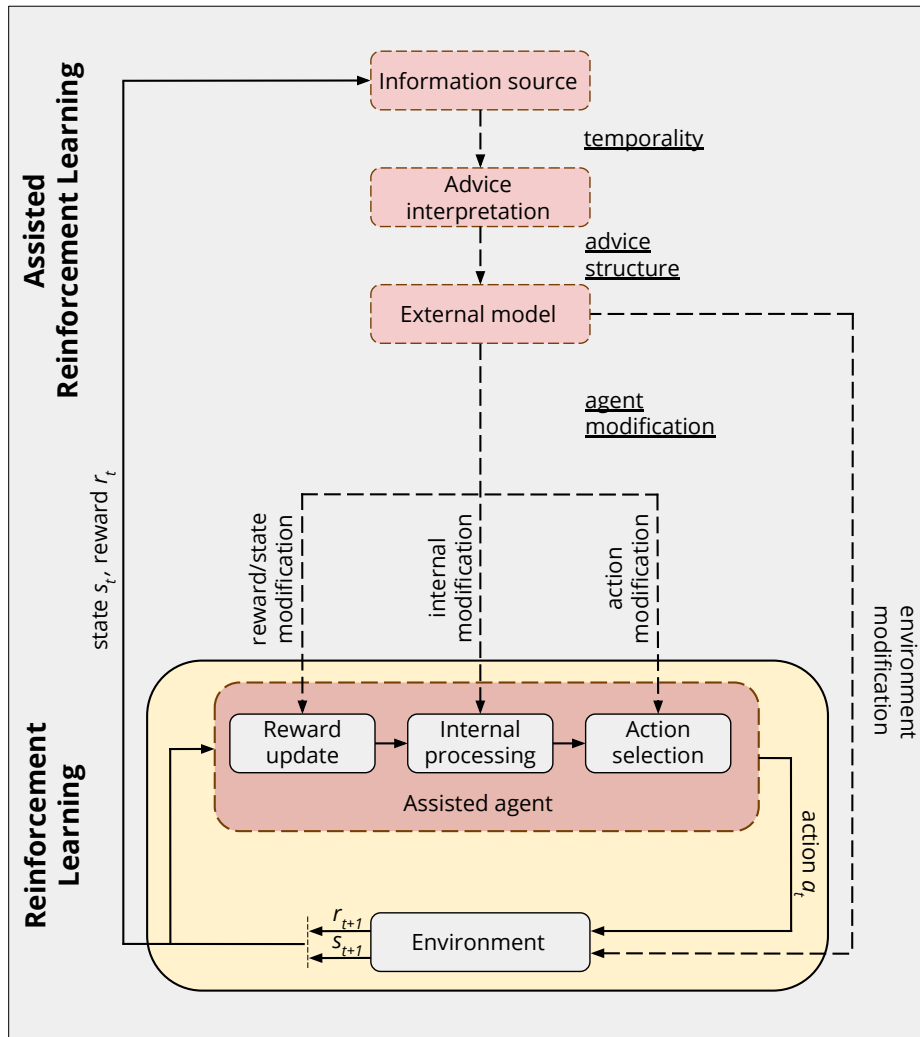 Assisted
Reinforcement Learning
Information source
temporality
Advice
interpretation
advice
structure
External model
agent
modification
state s_t, reward r_t
reward/state
modification
internal
modification
action
modification
environment
modification
Reinforcement
Learning
Reward
update
Internal
processing
Action
selection
Assisted agent
action a_t
r_{t+1}
s_{t+1}
Environment